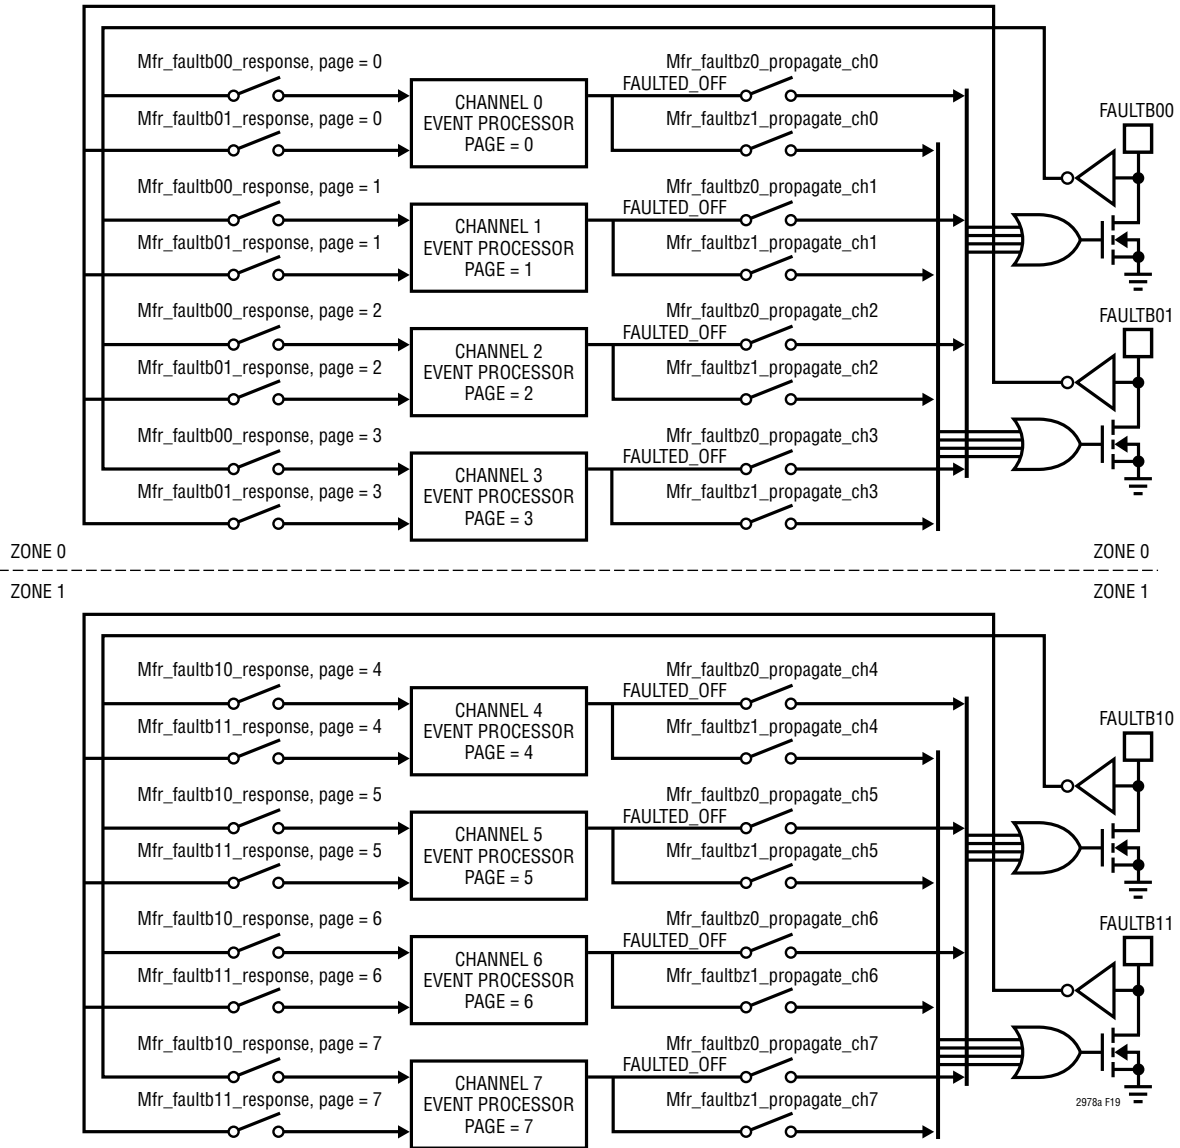 Mfr_faultb00_response, page = 0
Mfr_faultbz0_propagate_ch0
FAULTED_OFF
CHANNEL 0
EVENT PROCESSOR
PAGE = 0
Mfr_faultb01_response, page = 0
Mfr_faultbz1_propagate_ch0
FAULTB00
Mfr_faultb00_response, page = 1
Mfr_faultbz0_propagate_ch1
FAULTED_OFF
CHANNEL 1
EVENT PROCESSOR
PAGE = 1
Mfr_faultb01_response, page = 1
Mfr_faultbz1_propagate_ch1
Mfr_faultb00_response, page = 2
Mfr_faultbz0_propagate_ch2
FAULTB01
FAULTED_OFF
CHANNEL 2
EVENT PROCESSOR
PAGE = 2
Mfr_faultb01_response, page = 2
Mfr_faultbz1_propagate_ch2
Mfr_faultb00_response, page = 3
Mfr_faultbz0_propagate_ch3
FAULTED_OFF
CHANNEL 3
EVENT PROCESSOR
PAGE = 3
Mfr_faultb01_response, page = 3
Mfr_faultbz1_propagate_ch3
ZONE 0
ZONE 0
ZONE 1
ZONE 1
Mfr_faultb10_response, page = 4
Mfr_faultbz0_propagate_ch4
FAULTED_OFF
CHANNEL 4
EVENT PROCESSOR
PAGE = 4
Mfr_faultb11_response, page = 4
Mfr_faultbz1_propagate_ch4
FAULTB10
Mfr_faultb10_response, page = 5
Mfr_faultbz0_propagate_ch5
FAULTED_OFF
CHANNEL 5
EVENT PROCESSOR
PAGE = 5
Mfr_faultb11_response, page = 5
Mfr_faultbz1_propagate_ch5
Mfr_faultb10_response, page = 6
Mfr_faultbz0_propagate_ch6
FAULTB11
FAULTED_OFF
CHANNEL 6
EVENT PROCESSOR
PAGE = 6
Mfr_faultb11_response, page = 6
Mfr_faultbz1_propagate_ch6
Mfr_faultb10_response, page = 7
Mfr_faultbz0_propagate_ch7
FAULTED_OFF
CHANNEL 7
EVENT PROCESSOR
PAGE = 7
Mfr_faultb11_response, page = 7
Mfr_faultbz1_propagate_ch7
2978a F19